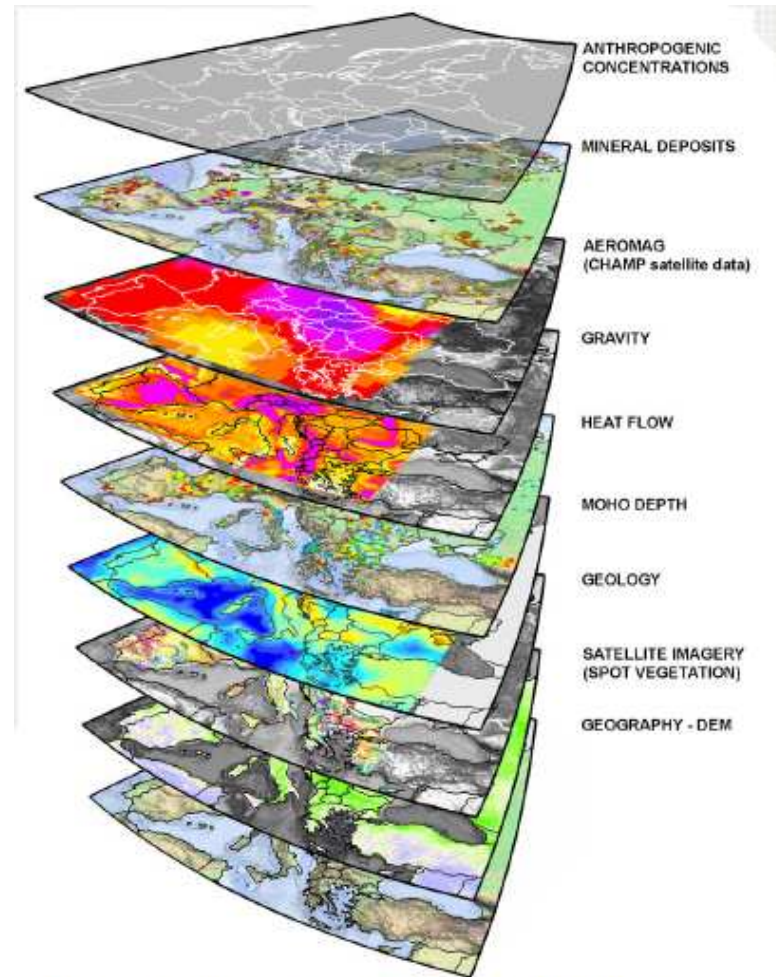 ANTHROPOGENIC
CONCENTRATIONS
MINERAL DEPOSITS
AEROMAG
(CHAMP satellite data)
GRAVITY
HEAT FLOW
MOHO DEPTH
GEOLOGY
SATELLITE IMAGERY
(SPOT VEGETATION)
GEOGRAPHY - DEM